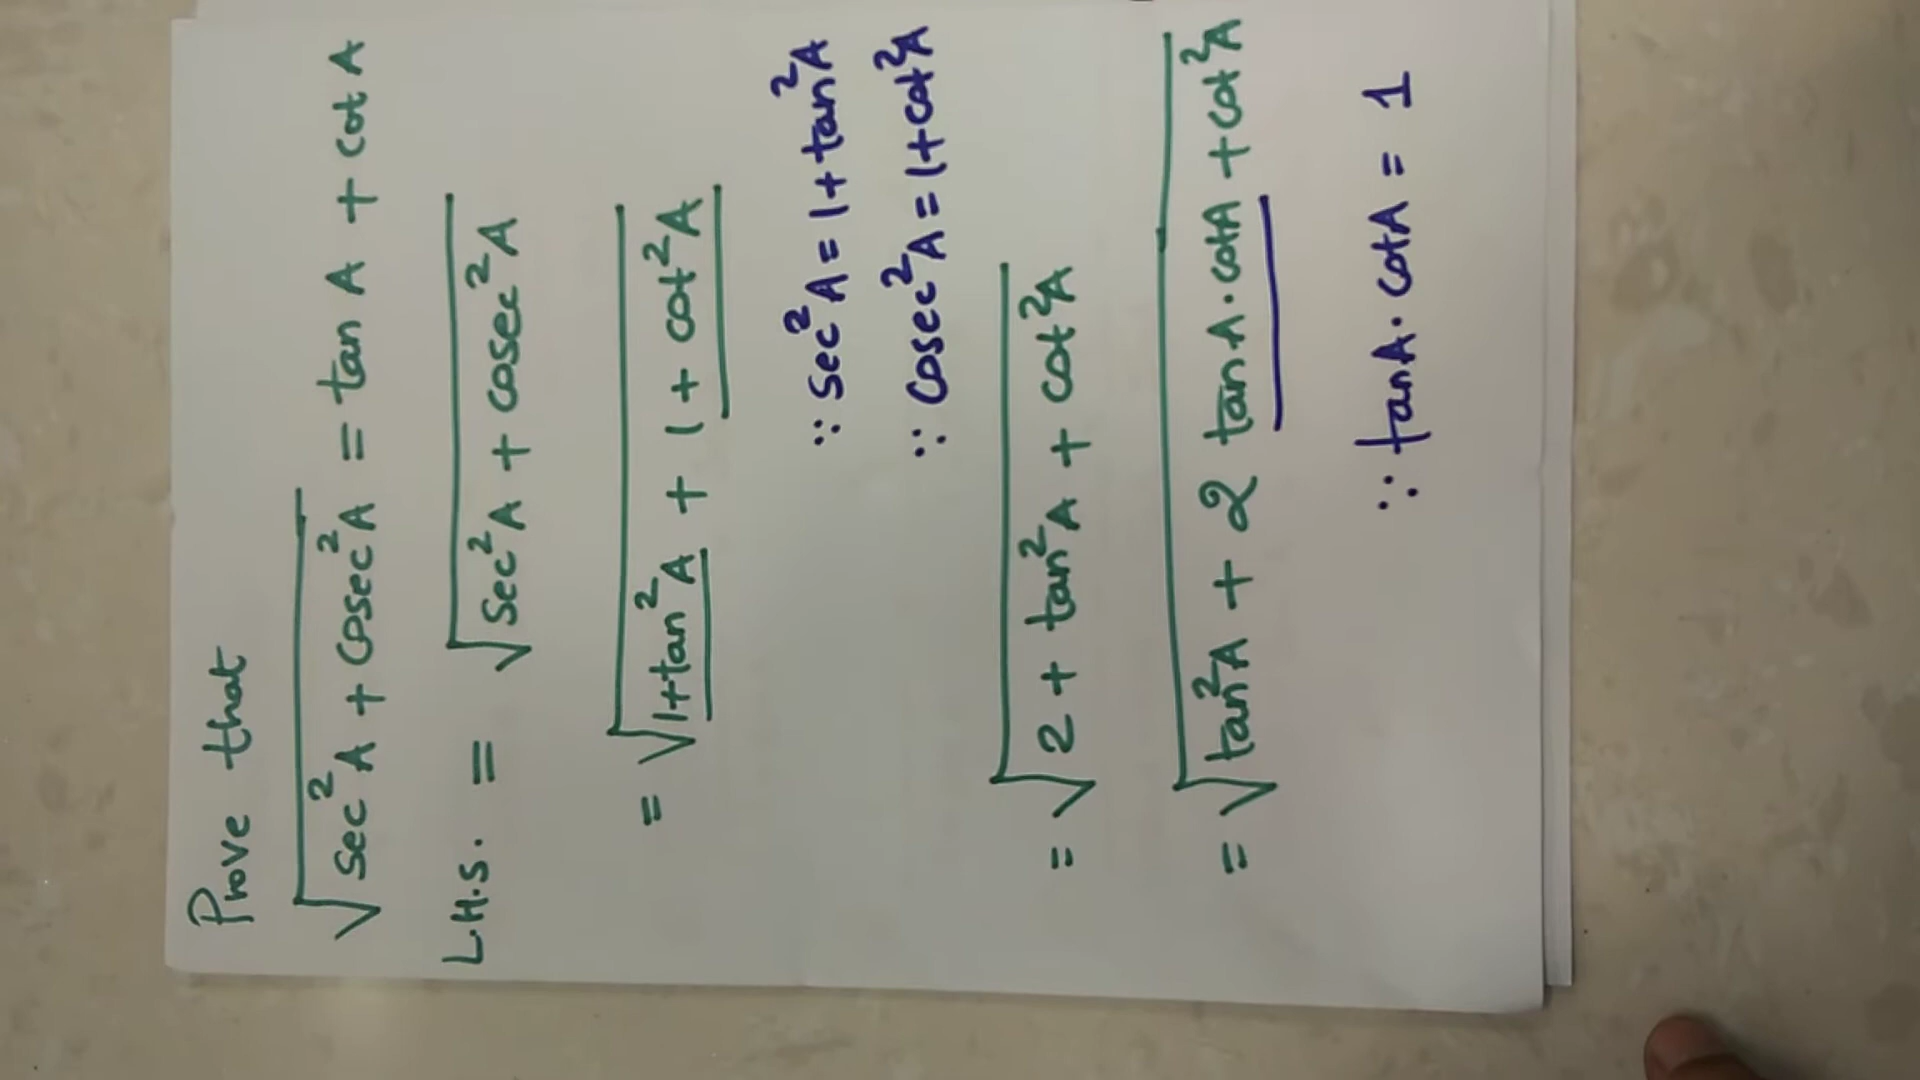 Prove that
√sec²A + cosec²A = tan A + cot A
L.H.S. = √sec²A + cosec²A
= √1+tan²A + 1 + cot²A
∵ sec²A = 1 + tan²A
∵ cosec²A = 1+cot²A
= √2 + tan²A + cot²A
= √tan²A + 2 tanA·cotA + cot²A
∵ tanA·cotA = 1